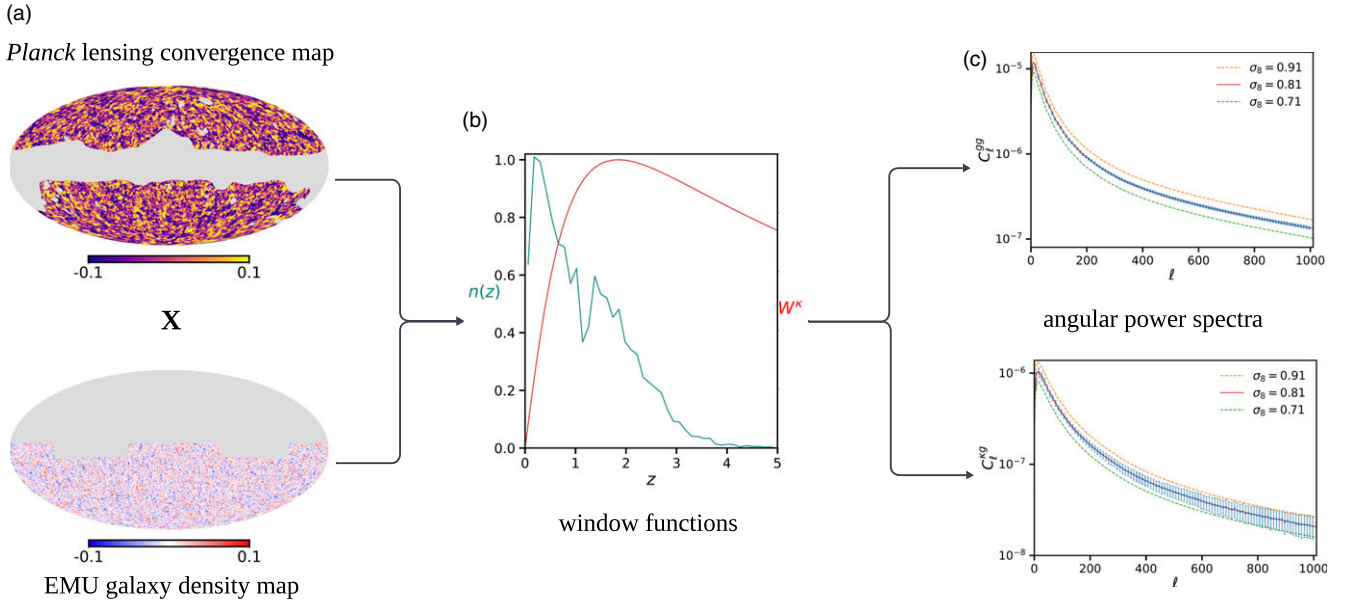 (a)
Planck lensing convergence map
-0.1 0.1
X
-0.1 0.1
EMU galaxy density map
(b)
1.0
0.8
0.6
0.4
0.2
0.0
n(z)
W^κ
0 1 2 3 4 5
z
window functions
(c)
σ₈ = 0.91
σ₈ = 0.81
σ₈ = 0.71
10⁻⁵
10⁻⁶
10⁻⁷
C_ℓ^{gg}
0 200 400 600 800 1000
ℓ
angular power spectra
σ₈ = 0.91
σ₈ = 0.81
σ₈ = 0.71
10⁻⁶
10⁻⁷
10⁻⁸
C_ℓ^{κg}
0 200 400 600 800 1000
ℓ